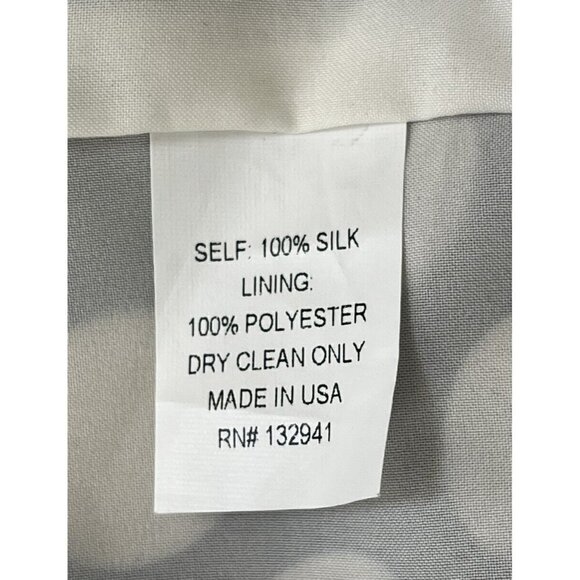 SELF: 100% SILK
LINING:
100% POLYESTER
DRY CLEAN ONLY
MADE IN USA
RN# 132941